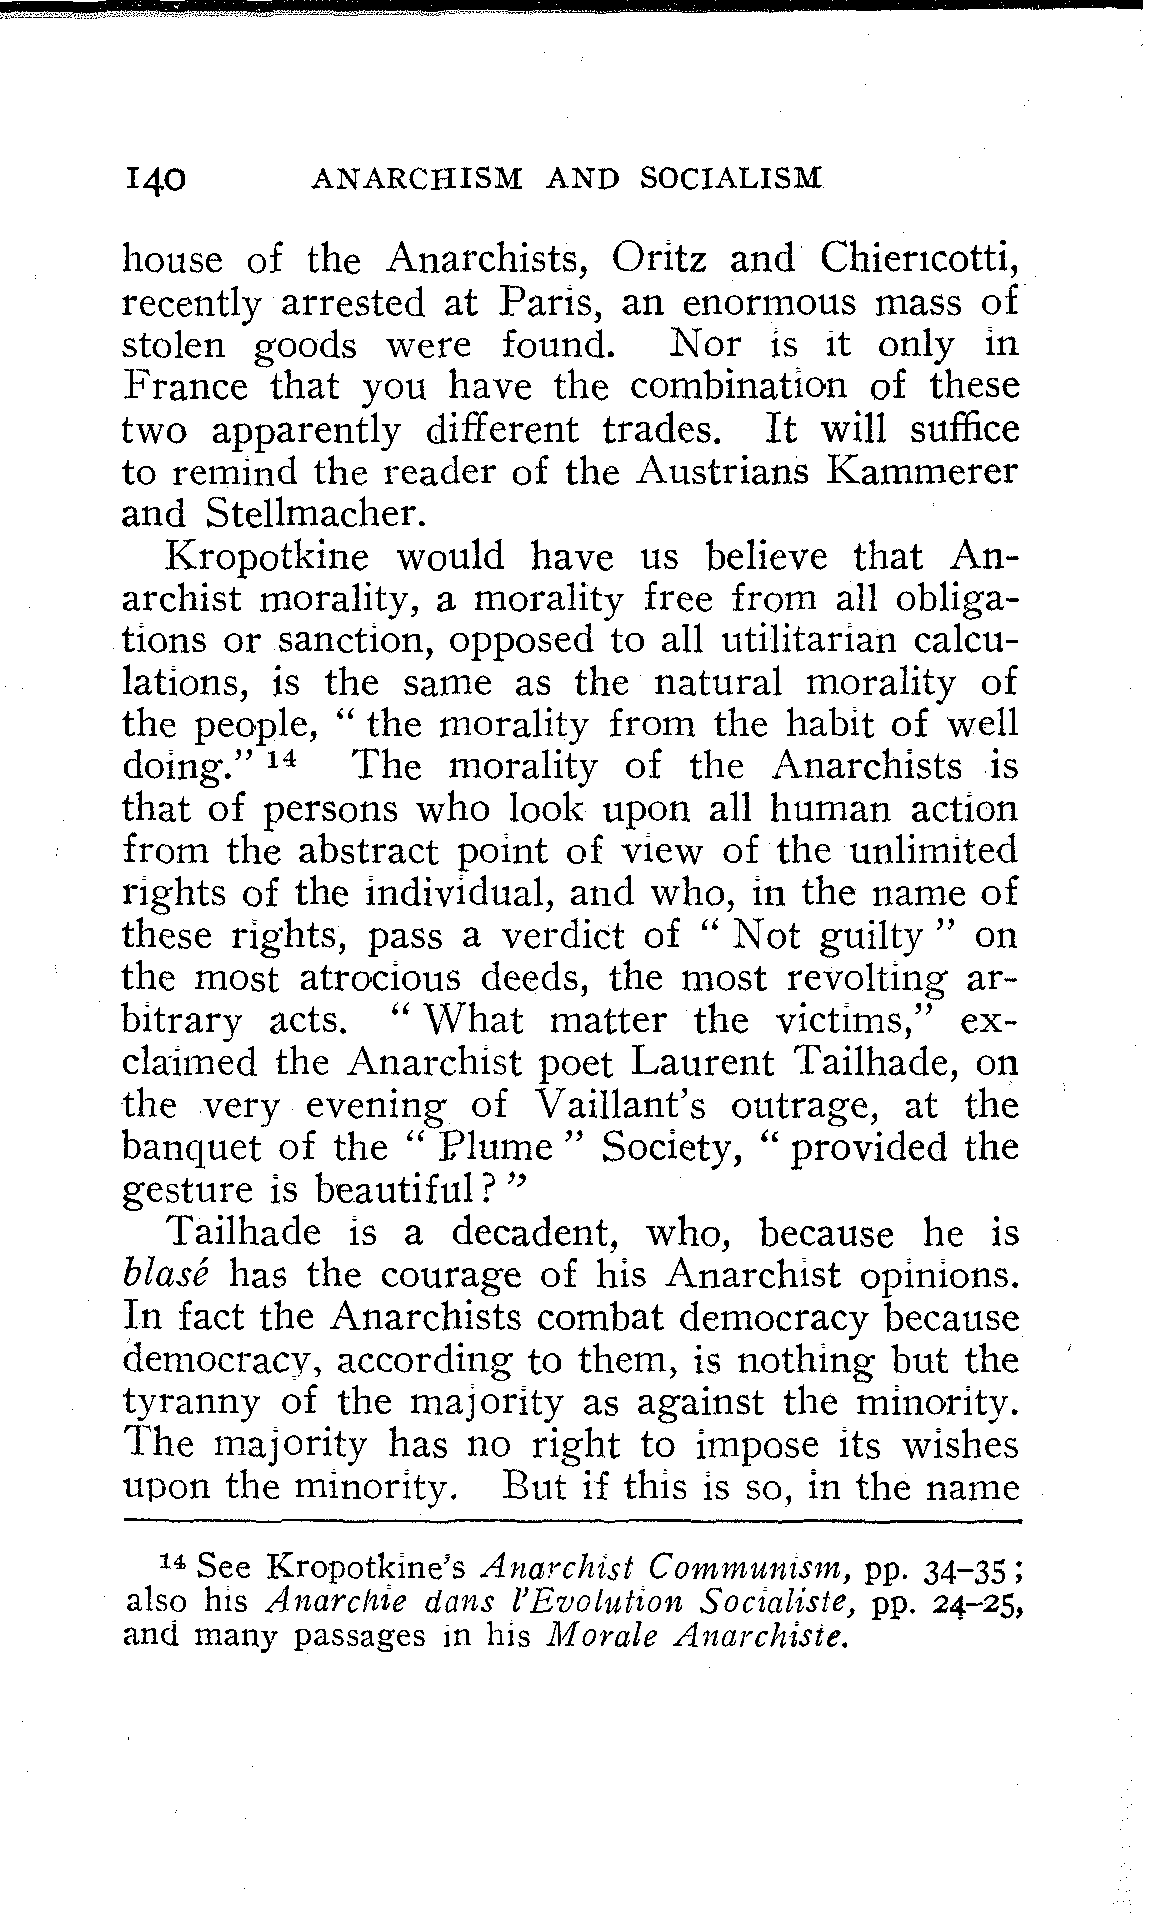 140 ANARCHISM AND SOCIALISM
house of the Anarchists, Oritz and Chiericotti,
recently arrested at Paris, an enormous mass of
stolen goods were found. Nor is it only in
France that you have the combination of these
two apparently different trades. It will suffice
to remind the reader of the Austrians Kammerer
and Stellmacher.
Kropotkine would have us believe that An-
archist morality, a morality free from all obliga-
tions or sanction, opposed to all utilitarian calcu-
lations, is the same as the natural morality of
the people, “ the morality from the habit of well
doing.” 14 The morality of the Anarchists is
that of persons who look upon all human action
from the abstract point of view of the unlimited
rights of the individual, and who, in the name of
these rights, pass a verdict of “ Not guilty ” on
the most atrocious deeds, the most revolting ar-
bitrary acts. “ What matter the victims,” ex-
claimed the Anarchist poet Laurent Tailhade, on
the very evening of Vaillant’s outrage, at the
banquet of the “ Plume ” Society, “ provided the
gesture is beautiful? ”
Tailhade is a decadent, who, because he is
blasé has the courage of his Anarchist opinions.
In fact the Anarchists combat democracy because
democracy, according to them, is nothing but the
tyranny of the majority as against the minority.
The majority has no right to impose its wishes
upon the minority. But if this is so, in the name
14 See Kropotkine’s Anarchist Communism, pp. 34–35;
also his Anarchie dans l’Evolution Socialiste, pp. 24–25,
and many passages in his Morale Anarchiste.